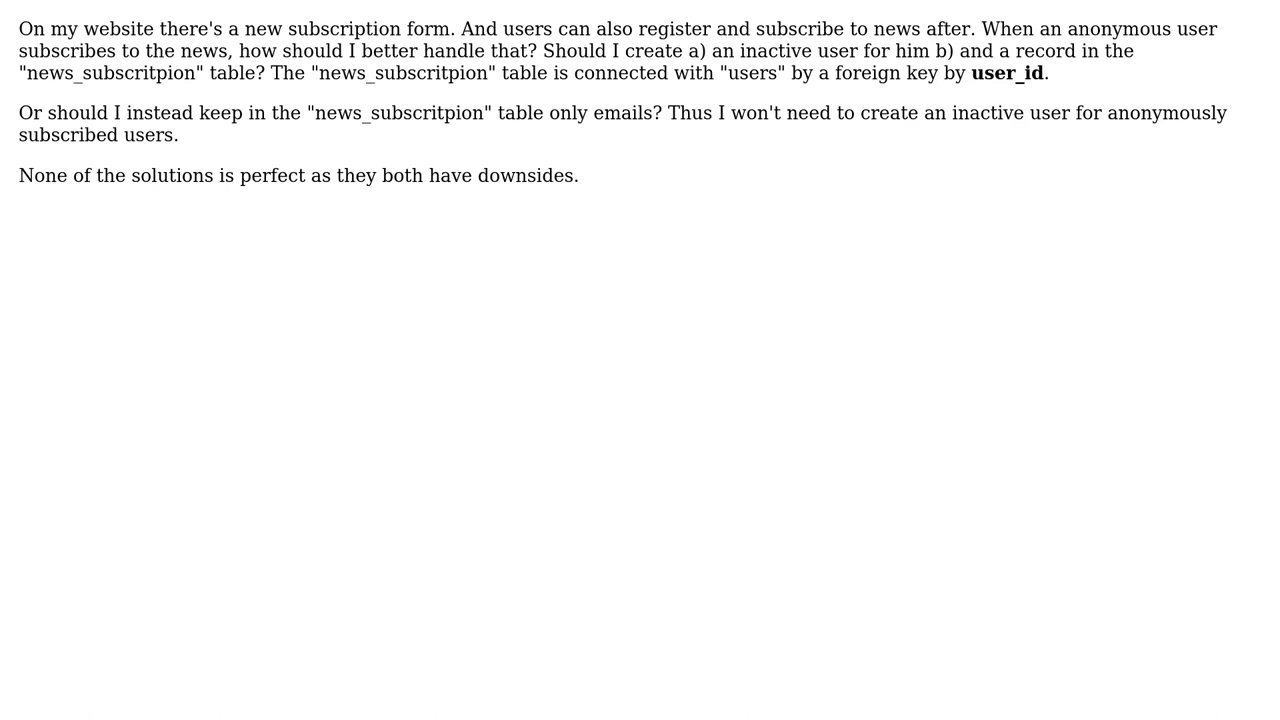 On my website there's a new subscription form. And users can also register and subscribe to news after. When an anonymous user
subscribes to the news, how should I better handle that? Should I create a) an inactive user for him b) and a record in the
"news_subscritpion" table? The "news_subscritpion" table is connected with "users" by a foreign key by user_id.
Or should I instead keep in the "news_subscritpion" table only emails? Thus I won't need to create an inactive user for anonymously
subscribed users.
None of the solutions is perfect as they both have downsides.